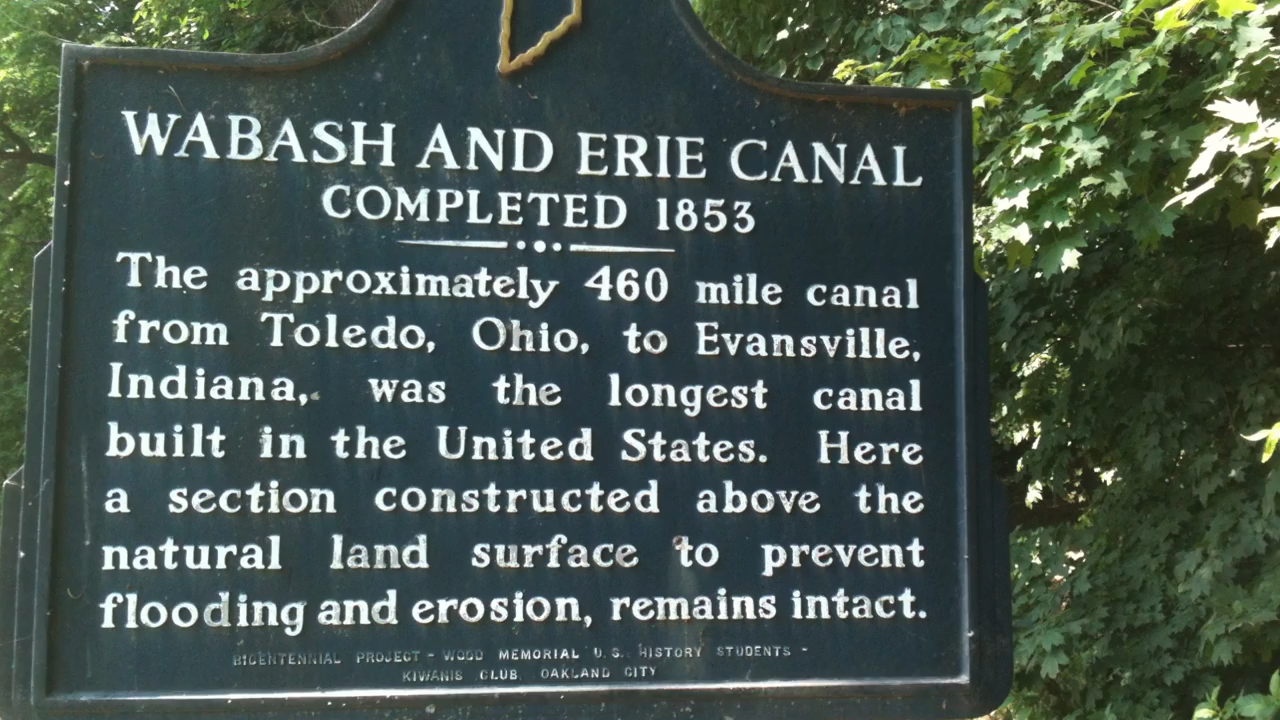 WABASH AND ERIE CANAL
COMPLETED 1853
The approximately 460 mile canal
from Toledo, Ohio, to Evansville,
Indiana, was the longest canal
built in the United States. Here
a section constructed above the
natural land surface to prevent
flooding and erosion, remains intact.
BICENTENNIAL PROJECT - WOOD MEMORIAL U.S. HISTORY STUDENTS -
KIWANIS CLUB, OAKLAND CITY